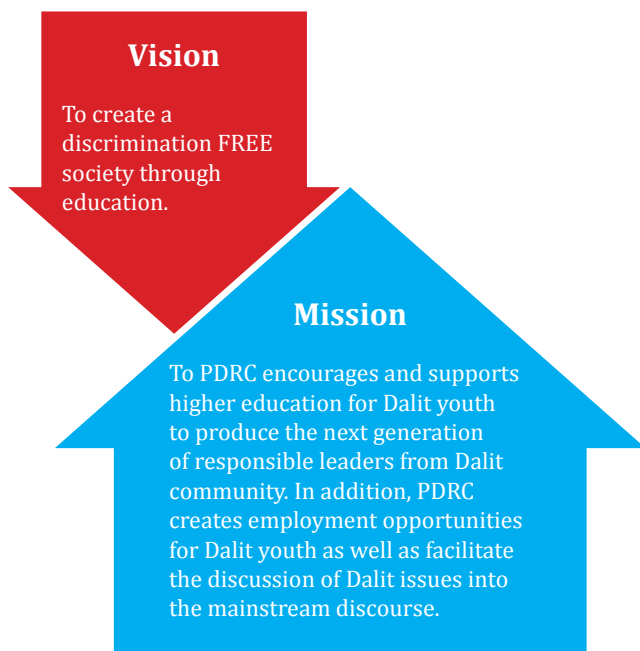 Vision
To create a
discrimination FREE
society through
education.
Mission
To PDRC encourages and supports
higher education for Dalit youth
to produce the next generation
of responsible leaders from Dalit
community. In addition, PDRC
creates employment opportunities
for Dalit youth as well as facilitate
the discussion of Dalit issues into
the mainstream discourse.